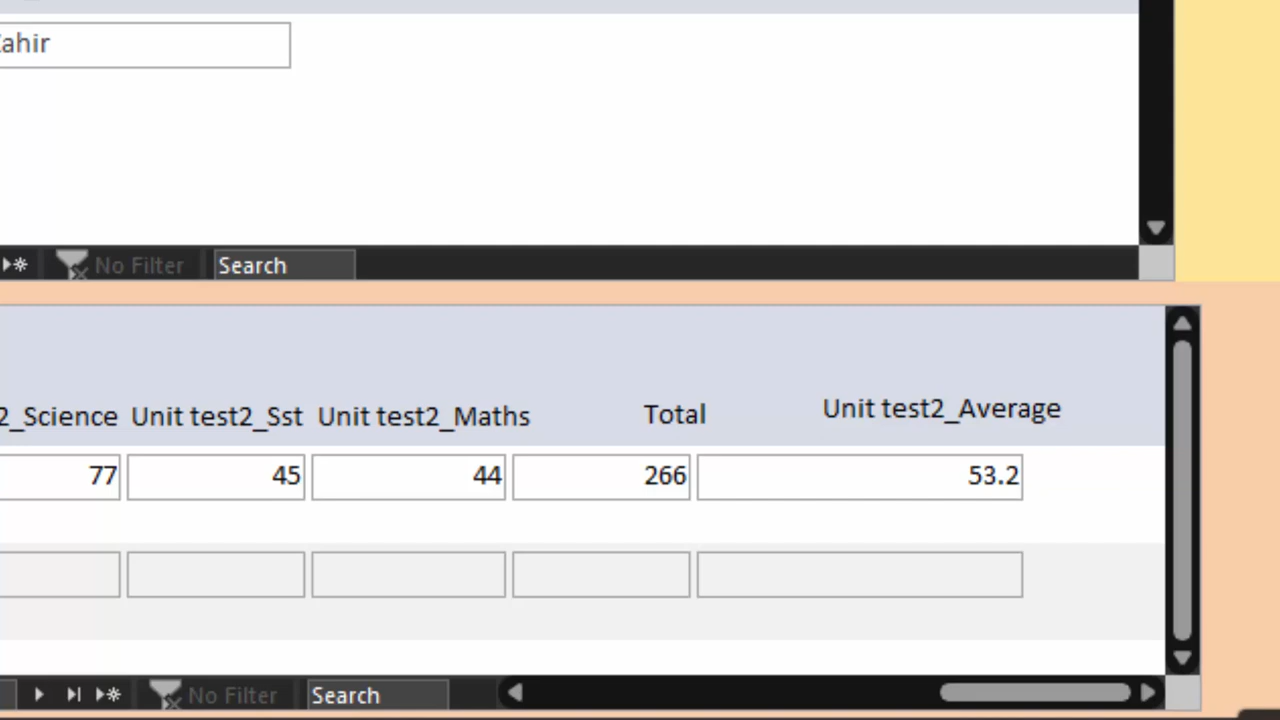 ahir
No Filter Search
2_Science Unit test2_Sst Unit test2_Maths Total Unit test2_Average
77 45 44 266 53.2
No Filter Search